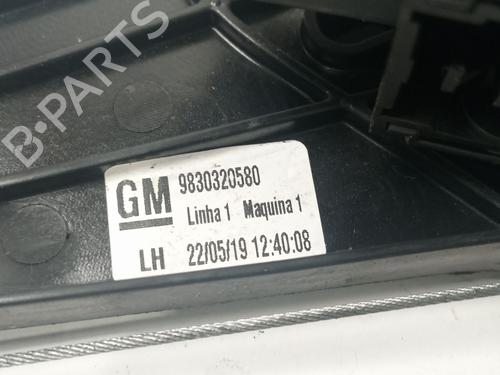 B-PARTS
GM
9830320580
Linha 1 Maquina 1
LH 22/05/19 12:40:08